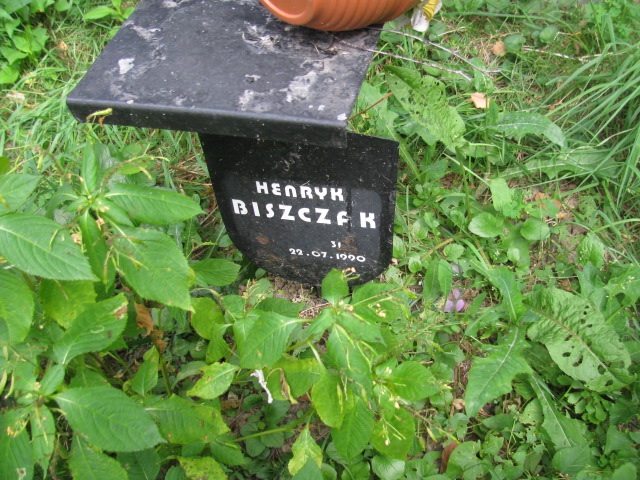 HENRYK
BISZCZAK
31
22.07.1990